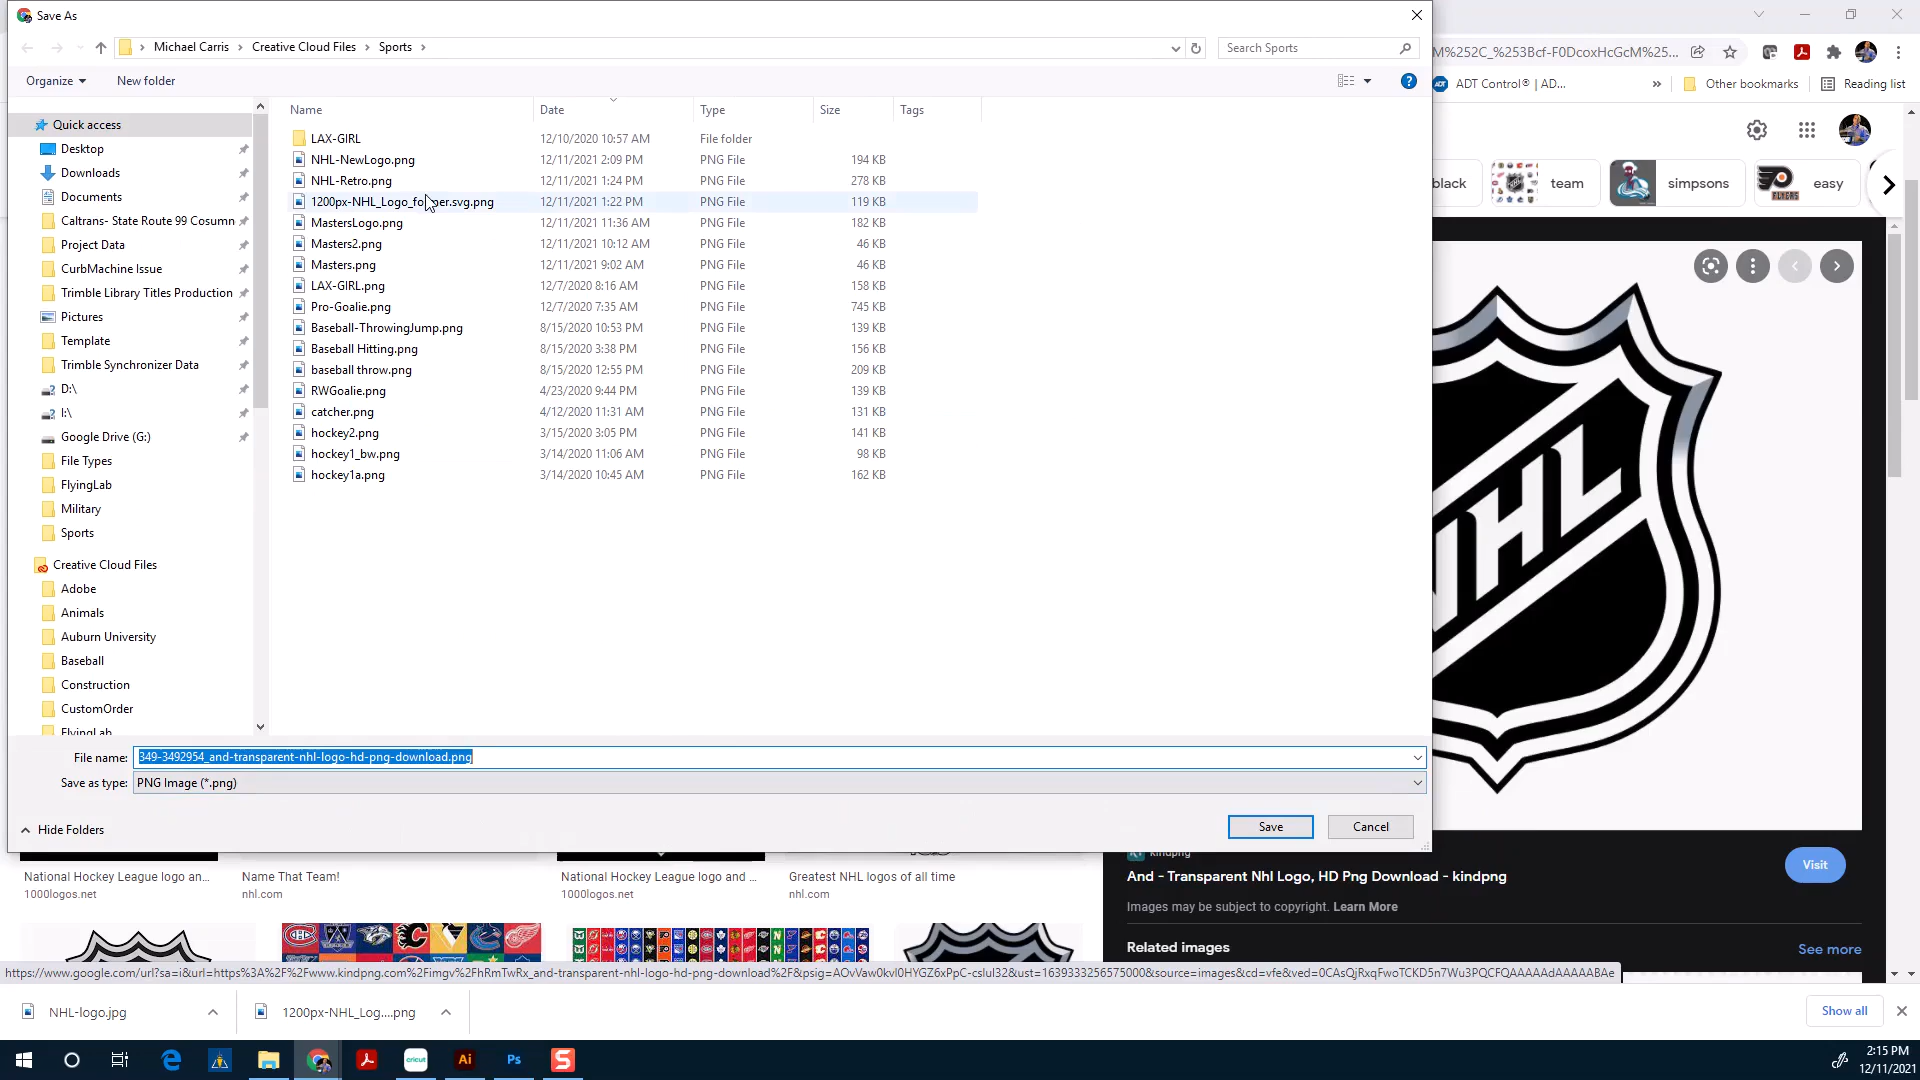 Save As
Michael Carris
Creative Cloud Files
Sports
Search Sports
M%252C_%253Bcf-F0DcoxHcGcM%25...
Organize
New folder
ADT Control® | AD...
»
Other bookmarks
Reading list
Name
Date
Type
Size
Tags
Quick access
Desktop
Downloads
Documents
Caltrans- State Route 99 Cosumn
Project Data
CurbMachine Issue
Trimble Library Titles Production
Pictures
Template
Trimble Synchronizer Data
D:\
I:\
Google Drive (G:)
File Types
FlyingLab
Military
Sports
Creative Cloud Files
Adobe
Animals
Auburn University
Baseball
Construction
CustomOrder
FlyingLab
LAX-GIRL 12/10/2020 10:57 AM File folder
NHL-NewLogo.png 12/11/2021 2:09 PM PNG File 194 KB
NHL-Retro.png 12/11/2021 1:24 PM PNG File 278 KB
1200px-NHL_Logo_former.svg.png 12/11/2021 1:22 PM PNG File 119 KB
MastersLogo.png 12/11/2021 11:36 AM PNG File 182 KB
Masters2.png 12/11/2021 10:12 AM PNG File 46 KB
Masters.png 12/11/2021 9:02 AM PNG File 46 KB
LAX-GIRL.png 12/7/2020 8:16 AM PNG File 158 KB
Pro-Goalie.png 12/7/2020 7:35 AM PNG File 745 KB
Baseball-ThrowingJump.png 8/15/2020 10:53 PM PNG File 139 KB
Baseball Hitting.png 8/15/2020 3:38 PM PNG File 156 KB
baseball throw.png 8/15/2020 12:55 PM PNG File 209 KB
RWGoalie.png 4/23/2020 9:44 PM PNG File 139 KB
catcher.png 4/12/2020 11:31 AM PNG File 131 KB
hockey2.png 3/15/2020 3:05 PM PNG File 141 KB
hockey1_bw.png 3/14/2020 11:06 AM PNG File 98 KB
hockey1a.png 3/14/2020 10:45 AM PNG File 162 KB
black
team
simpsons
easy
FLYERS
NHL
File name: 349-3492954_and-transparent-nhl-logo-hd-png-download.png
Save as type: PNG Image (*.png)
Hide Folders
Save
Cancel
National Hockey League logo an...
1000logos.net
Name That Team!
nhl.com
National Hockey League logo and ...
1000logos.net
Greatest NHL logos of all time
nhl.com
kindpng
And - Transparent Nhl Logo, HD Png Download - kindpng
Visit
Images may be subject to copyright. Learn More
Related images
See more
NHL-logo.jpg
1200px-NHL_Log....png
Show all
cricut
Ai
Ps
S
2:15 PM
12/11/2021